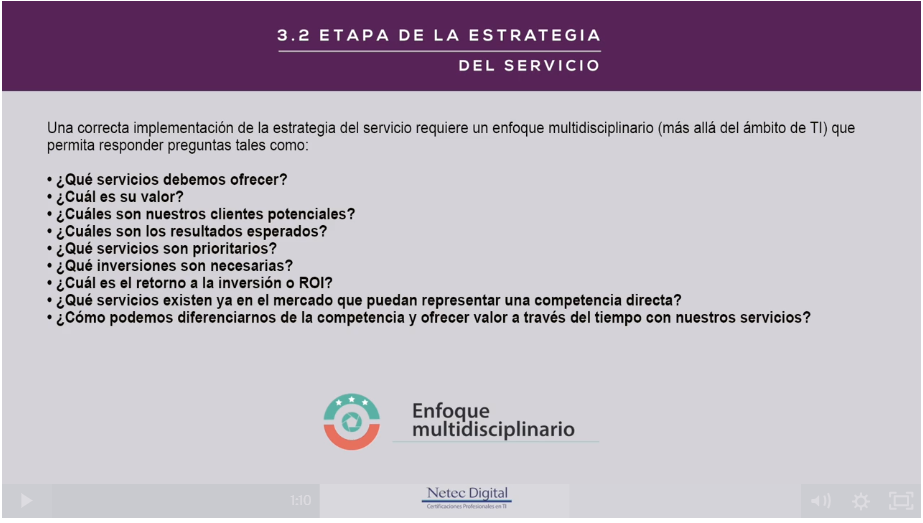 3.2 ETAPA DE LA ESTRATEGIA
DEL SERVICIO
Una correcta implementación de la estrategia del servicio requiere un enfoque multidisciplinario (más allá del ámbito de TI) que
permita responder preguntas tales como:
• ¿Qué servicios debemos ofrecer?
• ¿Cuál es su valor?
• ¿Cuáles son nuestros clientes potenciales?
• ¿Cuáles son los resultados esperados?
• ¿Qué servicios son prioritarios?
• ¿Qué inversiones son necesarias?
• ¿Cuál es el retorno a la inversión o ROI?
• ¿Qué servicios existen ya en el mercado que puedan representar una competencia directa?
• ¿Cómo podemos diferenciarnos de la competencia y ofrecer valor a través del tiempo con nuestros servicios?
Enfoque
multidisciplinario
1:10
Netec Digital
Certificaciones Profesionales en TI